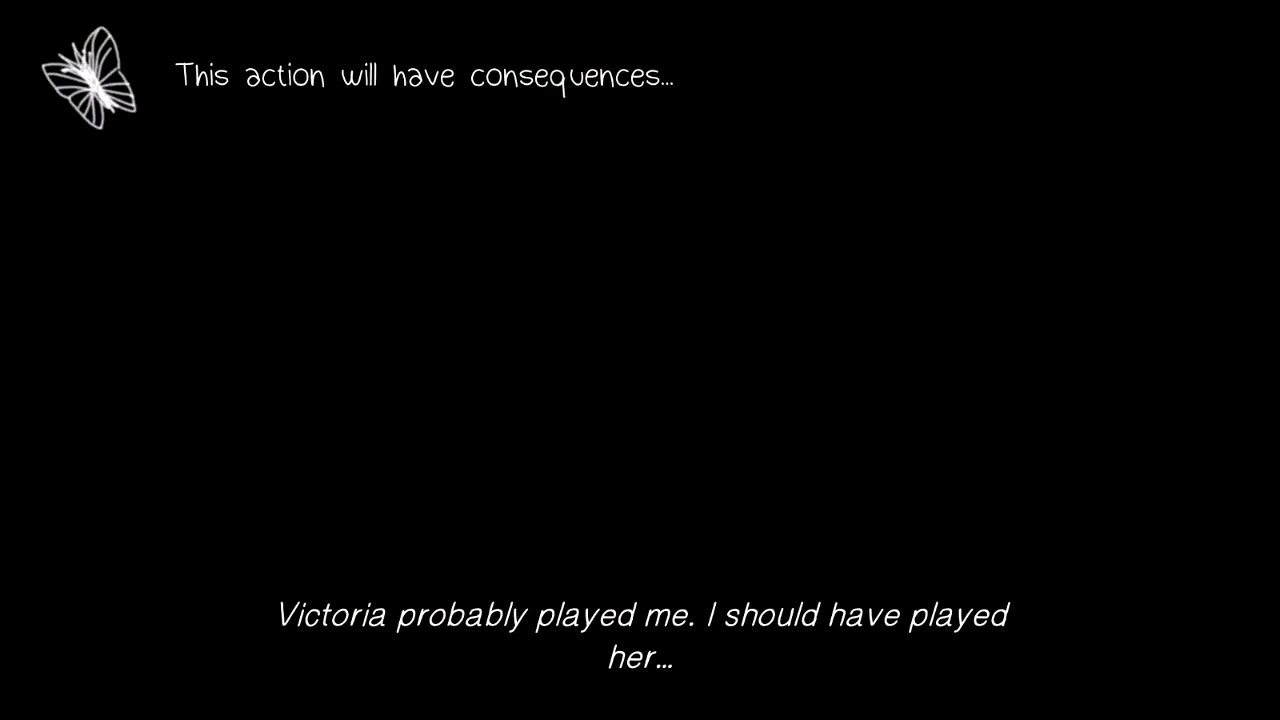 This action will have consequences...
Victoria probably played me. I should have played
her...